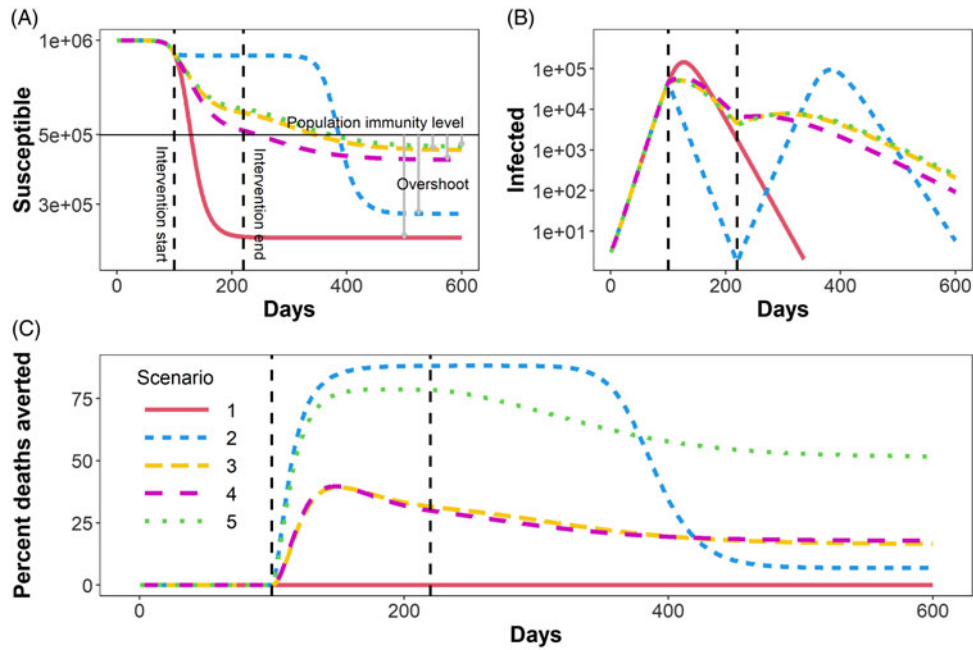 (A)
1e+06
5e+05
3e+05
Susceptible
Population immunity level
Overshoot
Intervention start
Intervention end
0
200
400
600
Days
(B)
1e+05
1e+04
1e+03
1e+02
1e+01
Infected
0
200
400
600
Days
(C)
75
50
25
0
Percent deaths averted
Scenario
1
2
3
4
5
0
200
400
600
Days